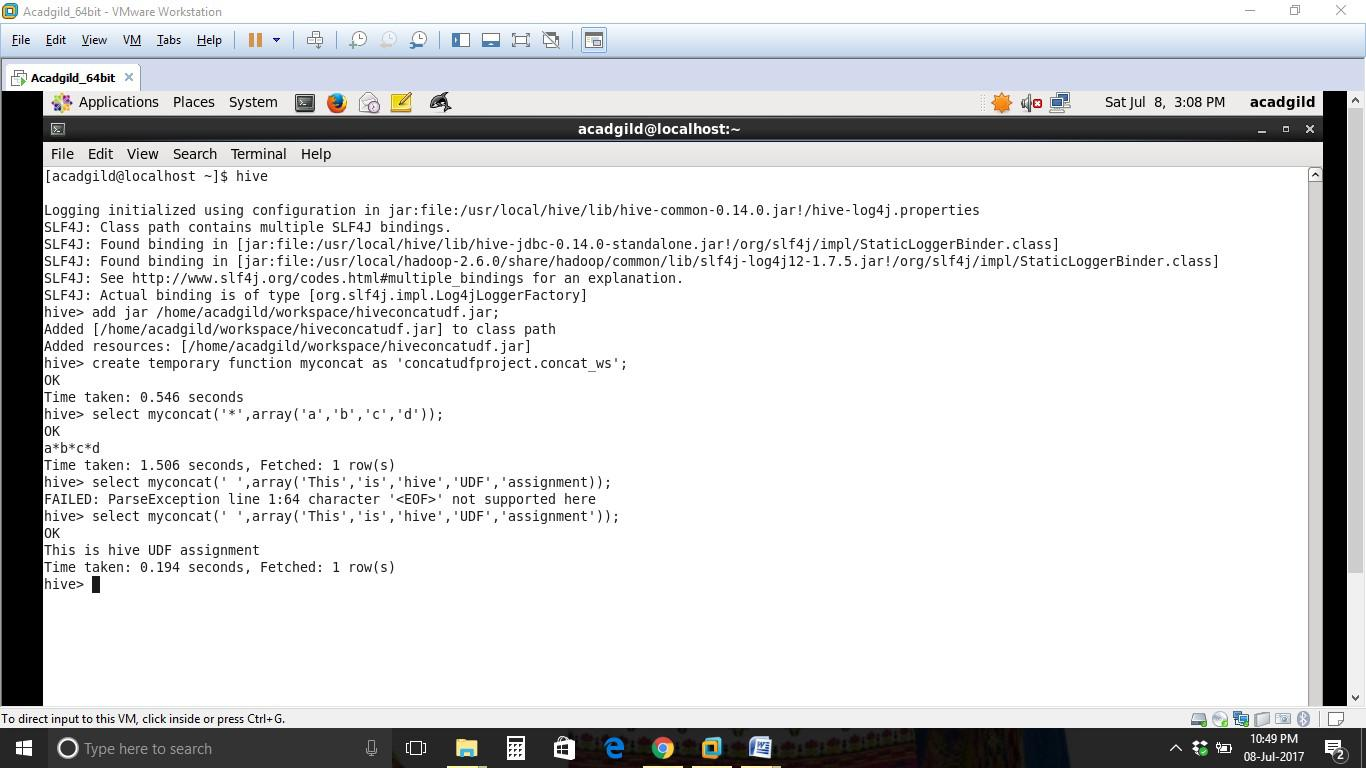 Acadgild_64bit - VMware Workstation
File Edit View VM Tabs Help
Acadgild_64bit
Applications Places System Sat Jul 8, 3:08 PM acadgild
acadgild@localhost:~
File Edit View Search Terminal Help
[acadgild@localhost ~]$ hive
Logging initialized using configuration in jar:file:/usr/local/hive/lib/hive-common-0.14.0.jar!/hive-log4j.properties
SLF4J: Class path contains multiple SLF4J bindings.
SLF4J: Found binding in [jar:file:/usr/local/hive/lib/hive-jdbc-0.14.0-standalone.jar!/org/slf4j/impl/StaticLoggerBinder.class]
SLF4J: Found binding in [jar:file:/usr/local/hadoop-2.6.0/share/hadoop/common/lib/slf4j-log4j12-1.7.5.jar!/org/slf4j/impl/StaticLoggerBinder.class]
SLF4J: See http://www.slf4j.org/codes.html#multiple_bindings for an explanation.
SLF4J: Actual binding is of type [org.slf4j.impl.Log4jLoggerFactory]
hive> add jar /home/acadgild/workspace/hiveconcatudf.jar;
Added [/home/acadgild/workspace/hiveconcatudf.jar] to class path
Added resources: [/home/acadgild/workspace/hiveconcatudf.jar]
hive> create temporary function myconcat as 'concatudfproject.concat_ws';
OK
Time taken: 0.546 seconds
hive> select myconcat('*',array('a','b','c','d'));
OK
a*b*c*d
Time taken: 1.506 seconds, Fetched: 1 row(s)
hive> select myconcat(' ',array('This','is','hive','UDF','assignment));
FAILED: ParseException line 1:64 character '<EOF>' not supported here
hive> select myconcat(' ',array('This','is','hive','UDF','assignment'));
OK
This is hive UDF assignment
Time taken: 0.194 seconds, Fetched: 1 row(s)
hive>
To direct input to this VM, click inside or press Ctrl+G.
Type here to search
10:49 PM
08-Jul-2017
2